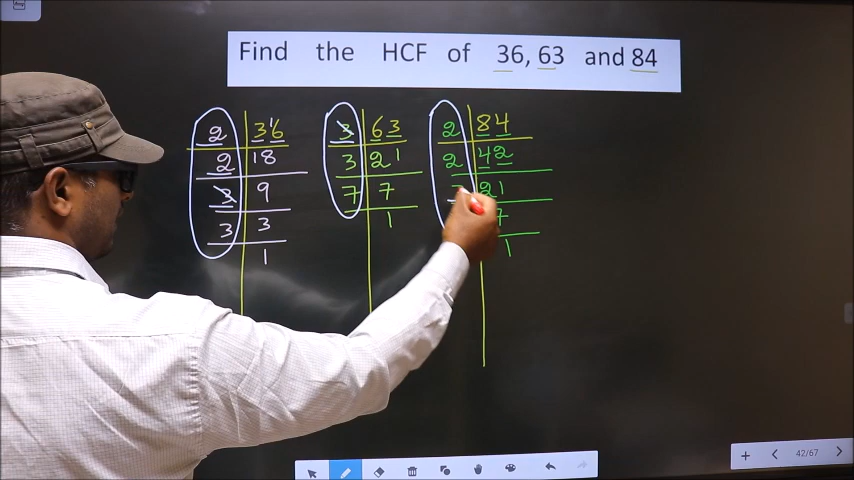 Find the HCF of 36, 63 and 84
2 36 3 63 2 84
2 18 3 21 2 42
3 9 7 7 21
3 3 1 7
1 1
42/67